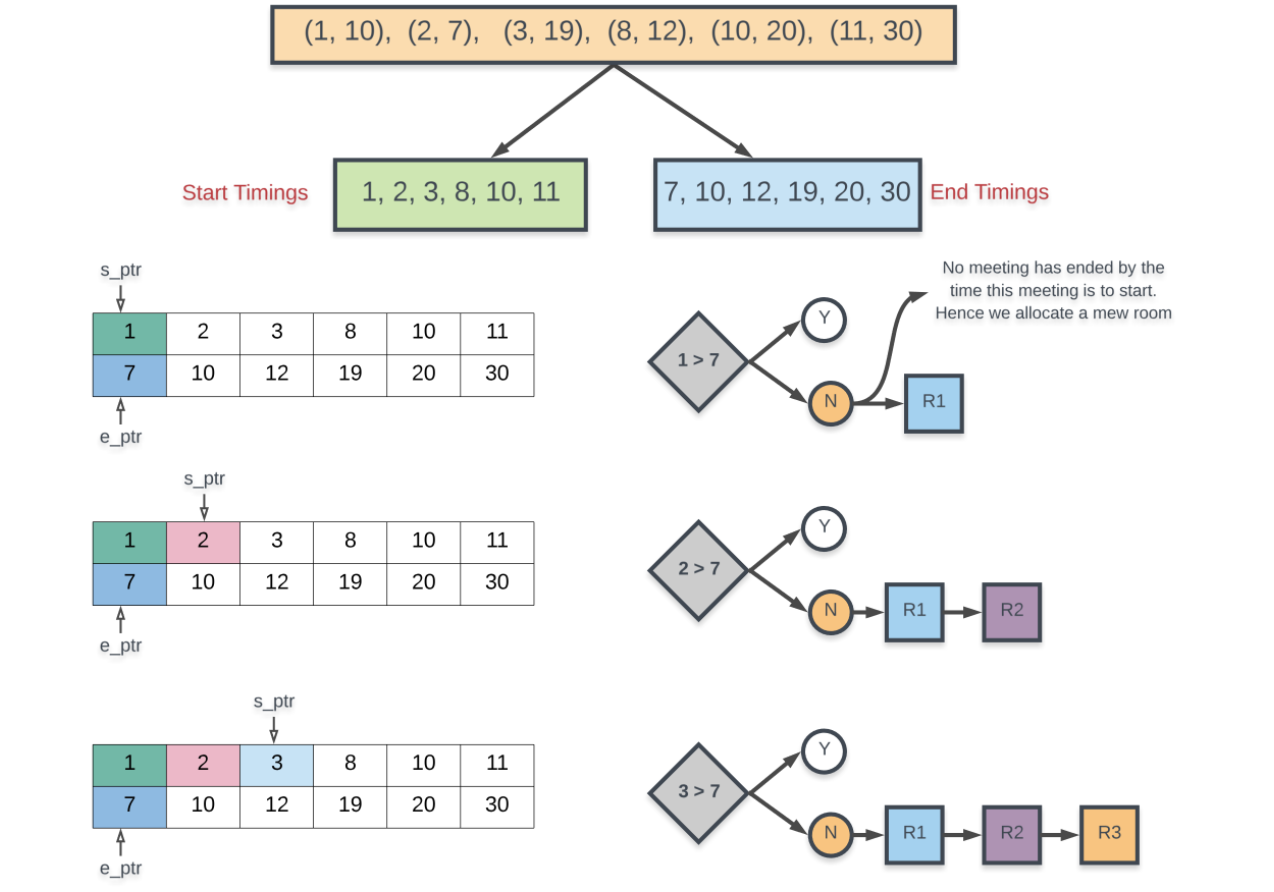 (1, 10), (2, 7), (3, 19), (8, 12), (10, 20), (11, 30)
Start Timings
1, 2, 3, 8, 10, 11
7, 10, 12, 19, 20, 30
End Timings
s_ptr
1 2 3 8 10 11
7 10 12 19 20 30
e_ptr
1 > 7
Y
N
R1
No meeting has ended by the
time this meeting is to start.
Hence we allocate a mew room
s_ptr
1 2 3 8 10 11
7 10 12 19 20 30
e_ptr
2 > 7
Y
N
R1
R2
s_ptr
1 2 3 8 10 11
7 10 12 19 20 30
e_ptr
3 > 7
Y
N
R1
R2
R3